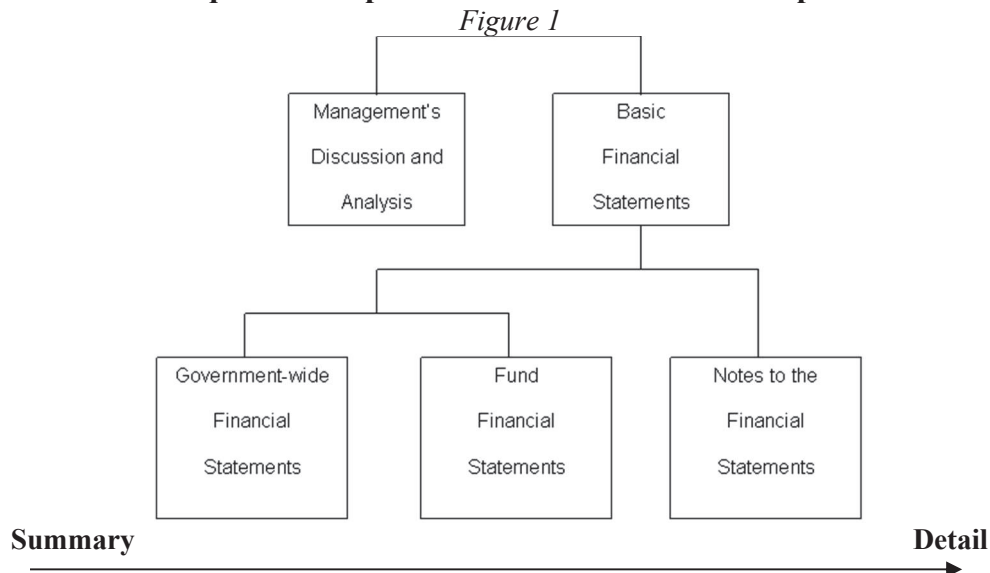 Figure 1
Management's
Discussion and
Analysis
Basic
Financial
Statements
Government-wide
Financial
Statements
Fund
Financial
Statements
Notes to the
Financial
Statements
Summary
Detail